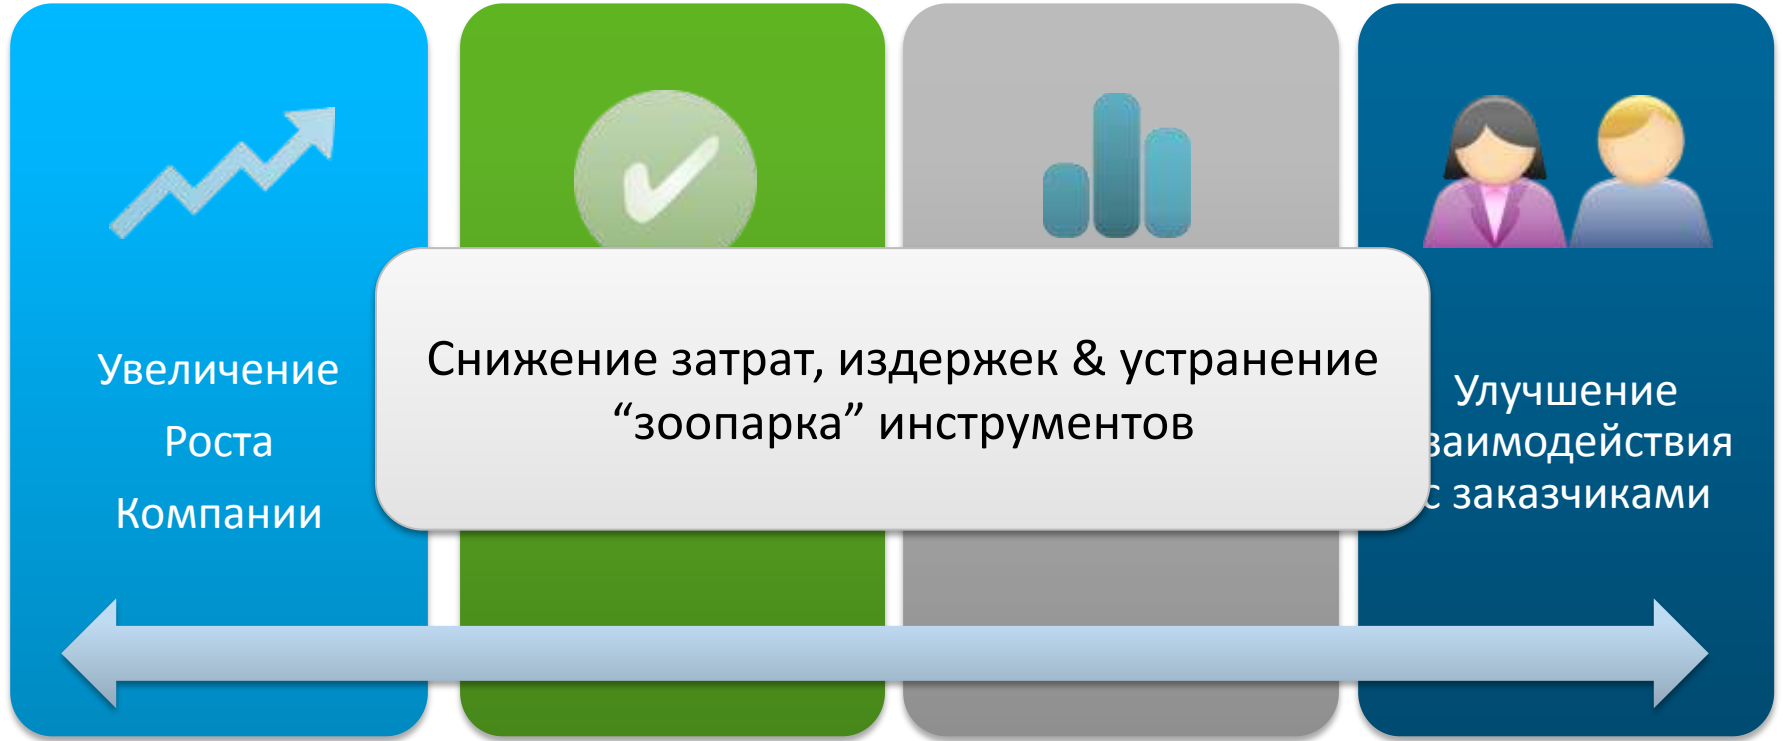 Увеличение
Роста
Компании
Снижение затрат, издержек & устранение
“зоопарка” инструментов
Улучшение
заимодействия
с заказчиками